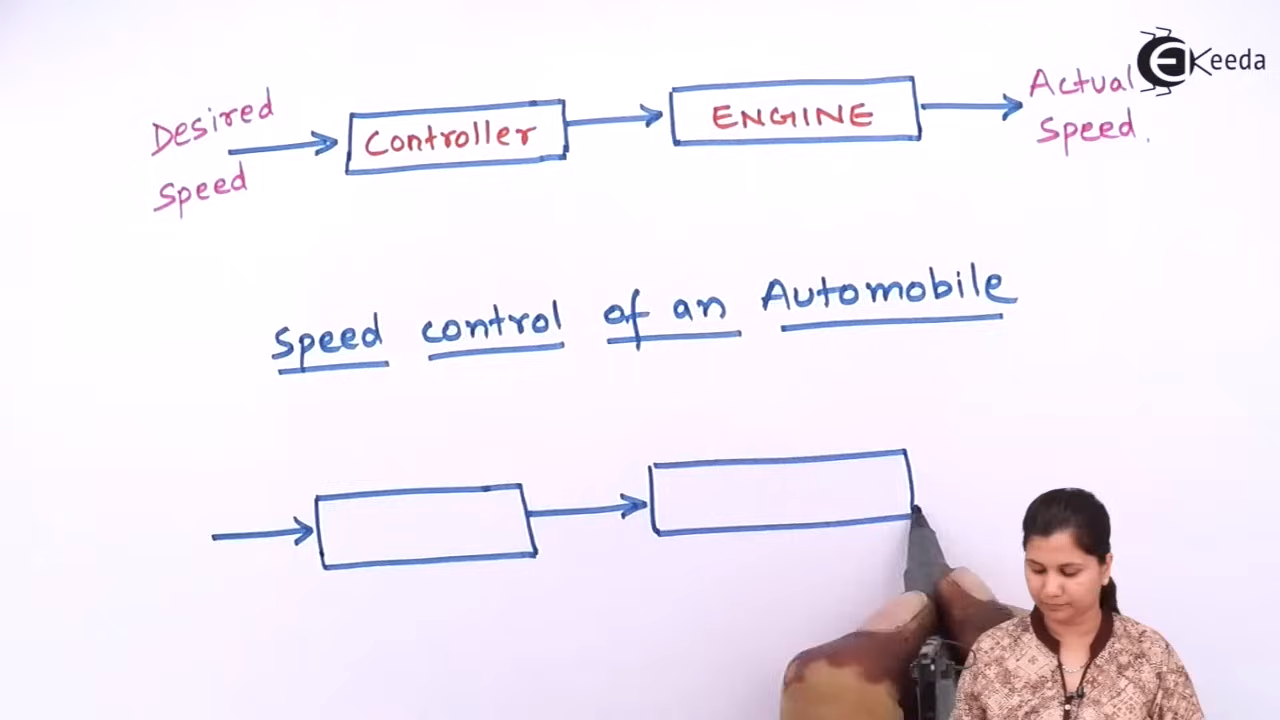 Desired
Speed
Controller
ENGINE
Actual
Speed.
EKeeda
Speed control of an Automobile